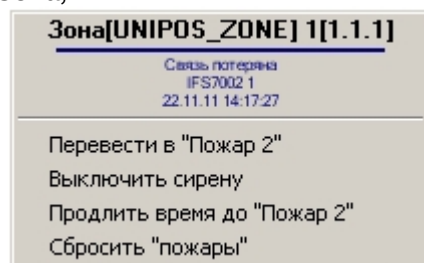 Зона[UNIPOS_ZONE] 1[1.1.1]
Связь потеряна
IFS7002 1
22.11.11 14:17:27
Перевести в "Пожар 2"
Выключить сирену
Продлить время до "Пожар 2"
Сбросить "пожары"